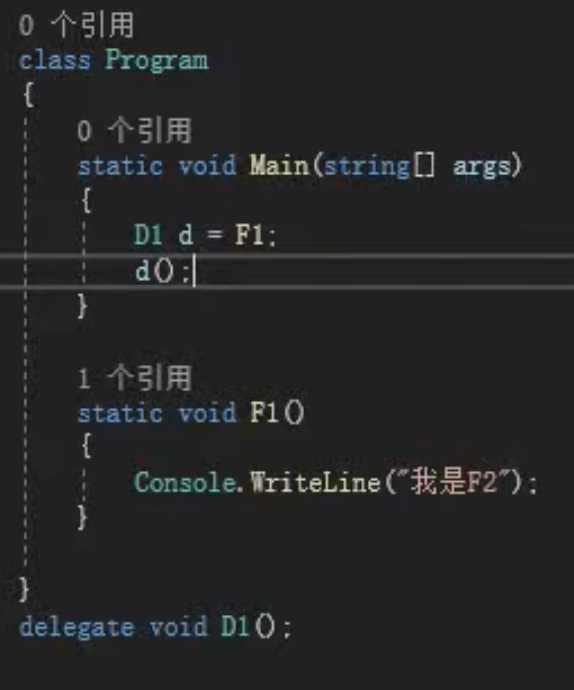 0 个引用
class Program
{
0 个引用
static void Main(string[] args)
{
D1 d = F1;
d();
}
1 个引用
static void F1()
{
Console.WriteLine("我是F2");
}
}
delegate void D1();